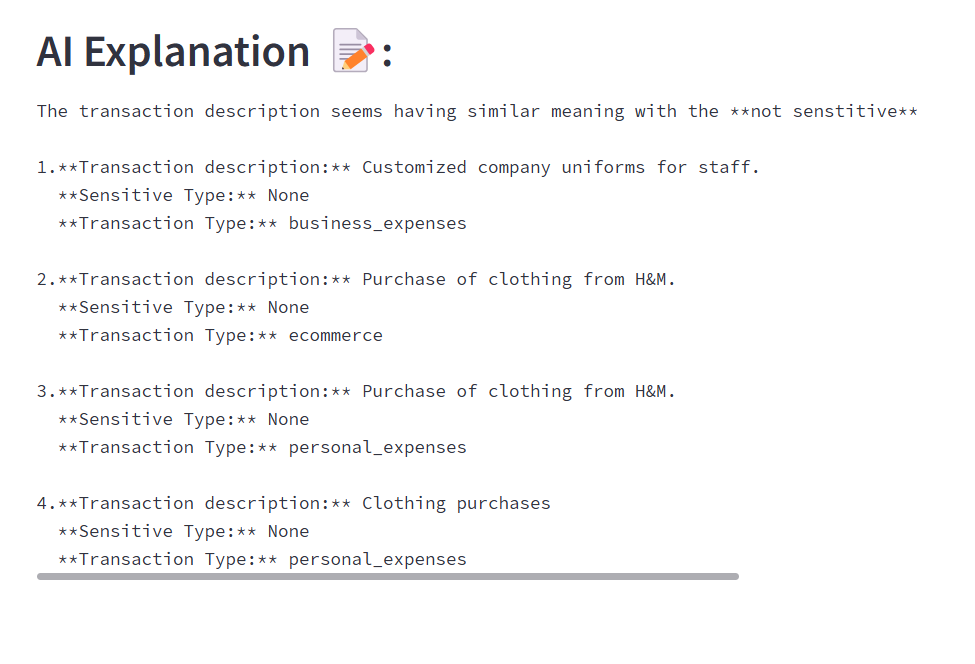 AI Explanation 📝:
The transaction description seems having similar meaning with the **not senstitive**
1.**Transaction description:** Customized company uniforms for staff.
**Sensitive Type:** None
**Transaction Type:** business_expenses
2.**Transaction description:** Purchase of clothing from H&M.
**Sensitive Type:** None
**Transaction Type:** ecommerce
3.**Transaction description:** Purchase of clothing from H&M.
**Sensitive Type:** None
**Transaction Type:** personal_expenses
4.**Transaction description:** Clothing purchases
**Sensitive Type:** None
**Transaction Type:** personal_expenses